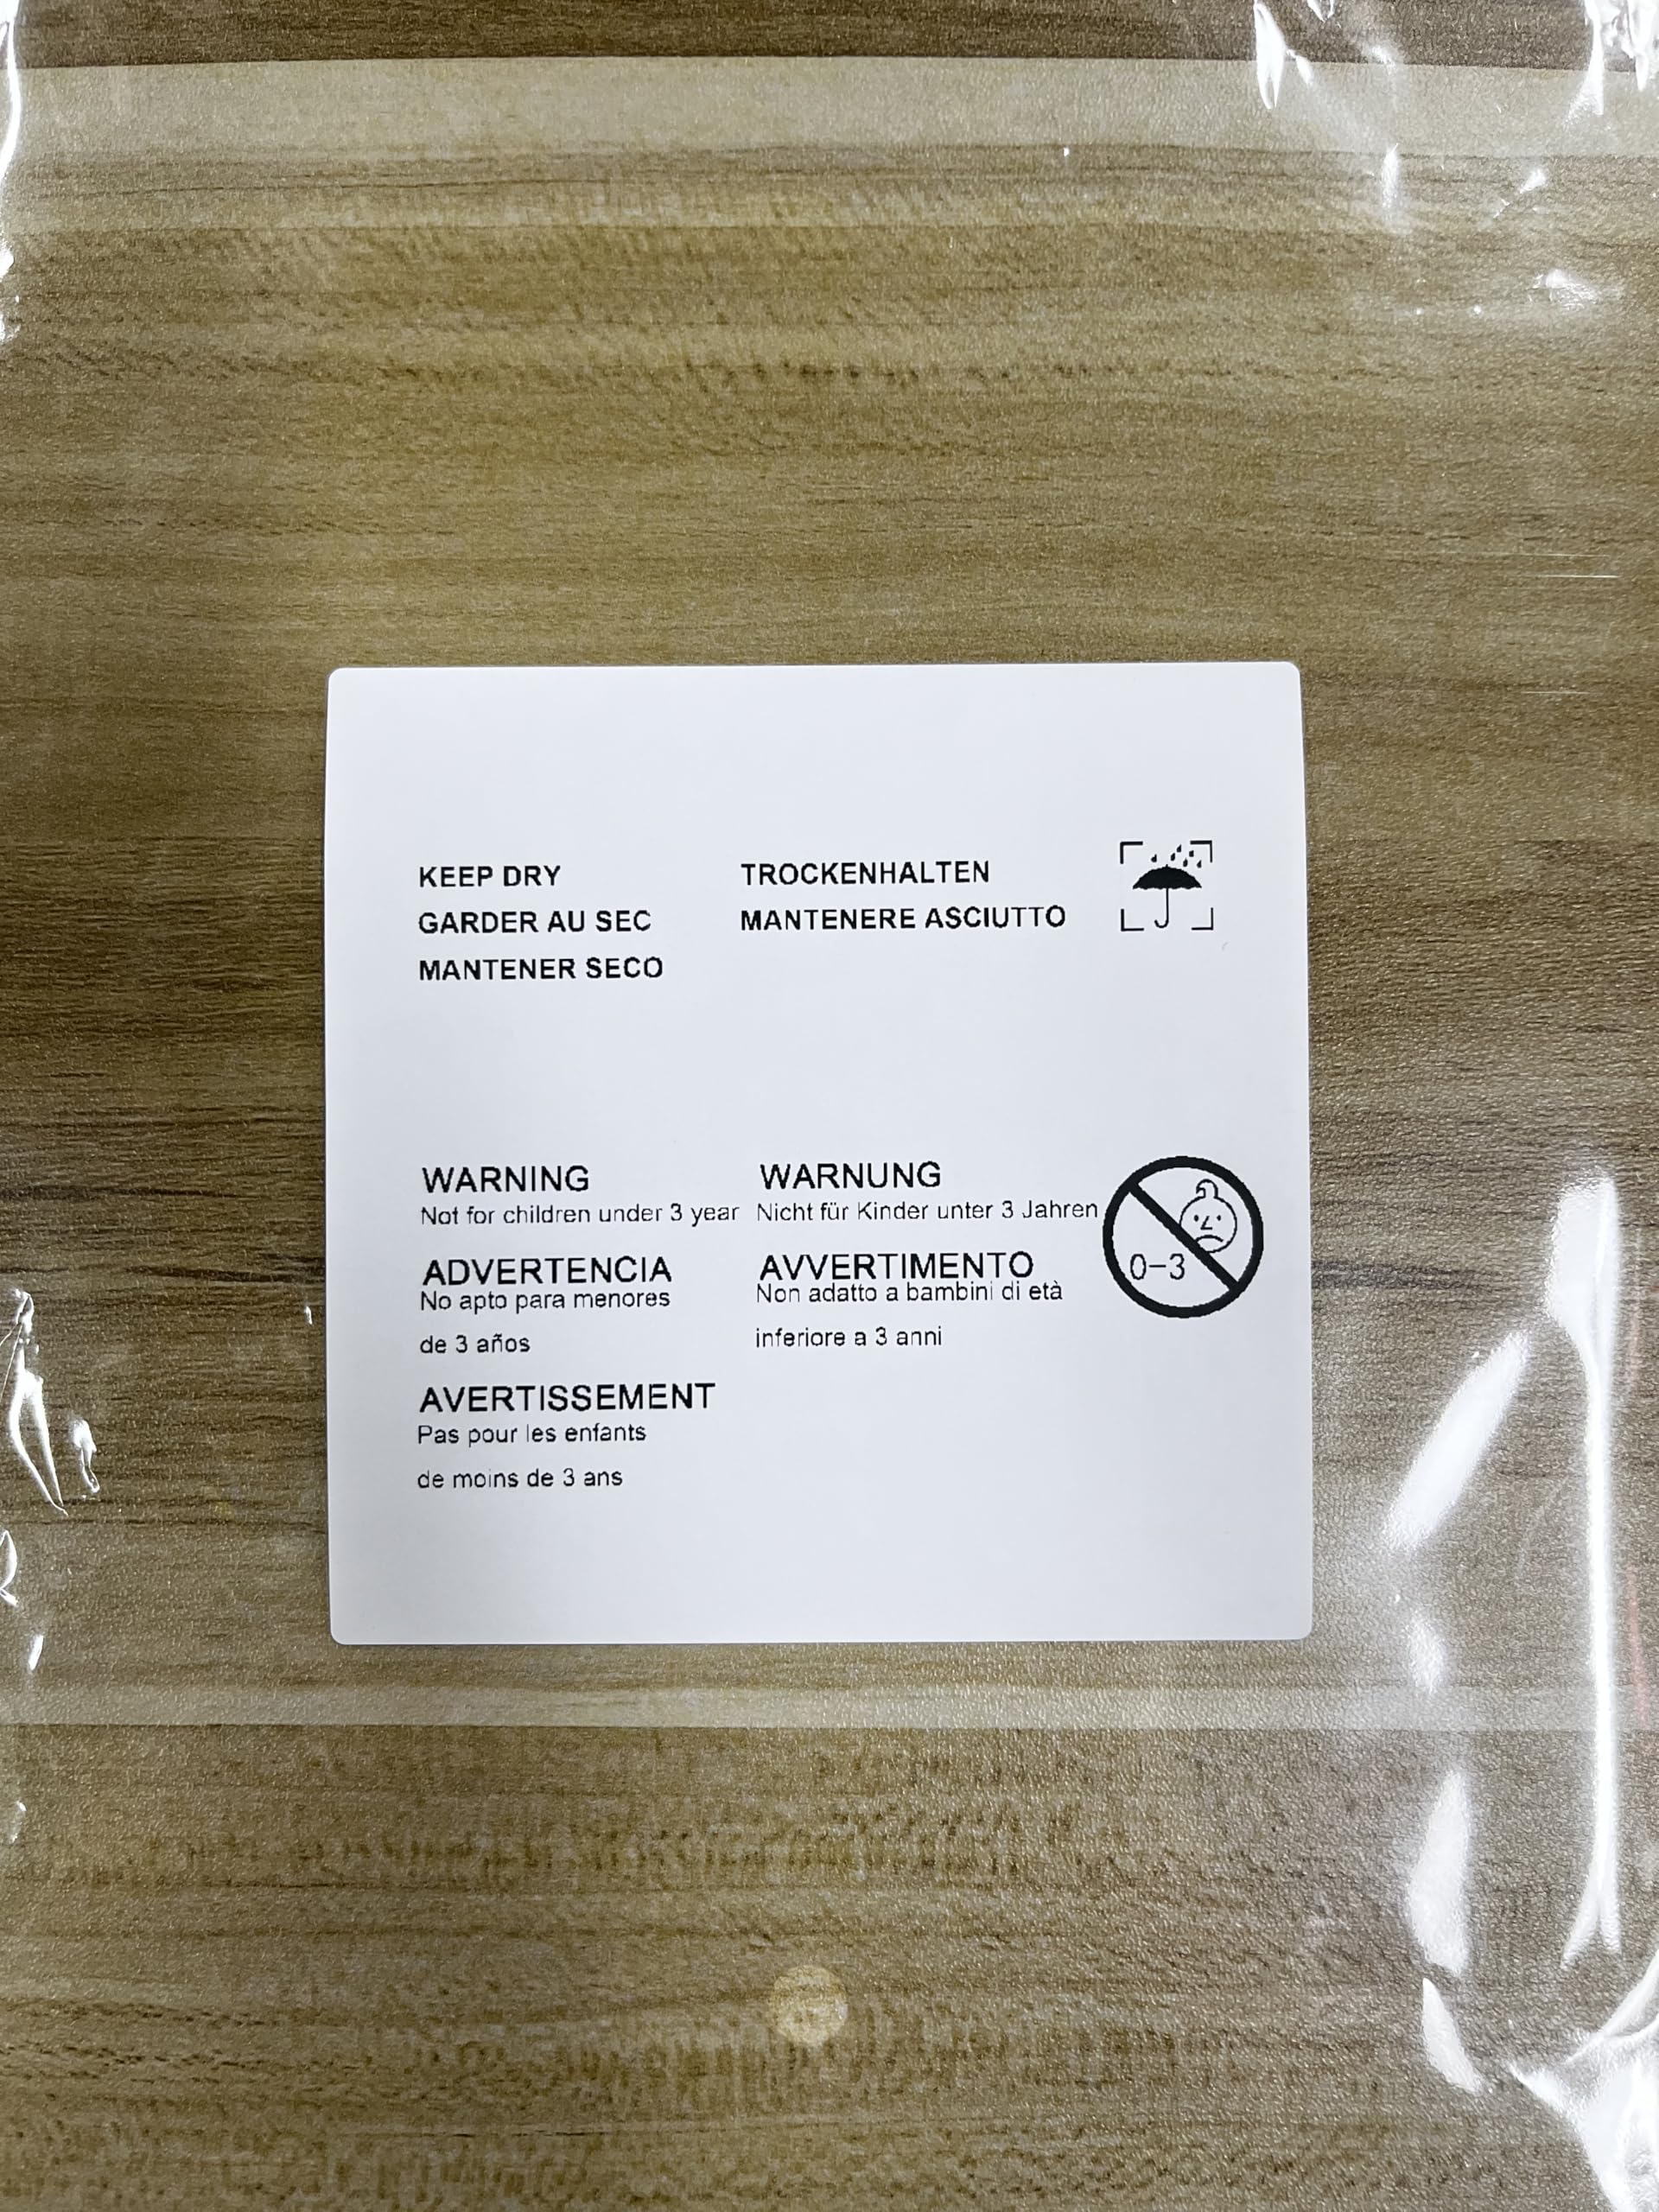 KEEP DRY
GARDER AU SEC
MANTENER SECO
TROCKENHALTEN
MANTENERE ASCIUTTO
WARNING
Not for children under 3 year
ADVERTENCIA
No apto para menores
de 3 años
AVERTISSEMENT
Pas pour les enfants
de moins de 3 ans
WARNUNG
Nicht für Kinder unter 3 Jahren
AVVERTIMENTO
Non adatto a bambini di età
inferiore a 3 anni
0-3